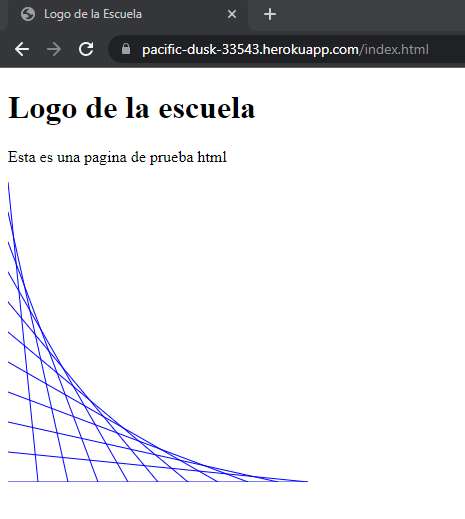 Logo de la Escuela
pacific-dusk-33543.herokuapp.com/index.html
Logo de la escuela
Esta es una pagina de prueba html